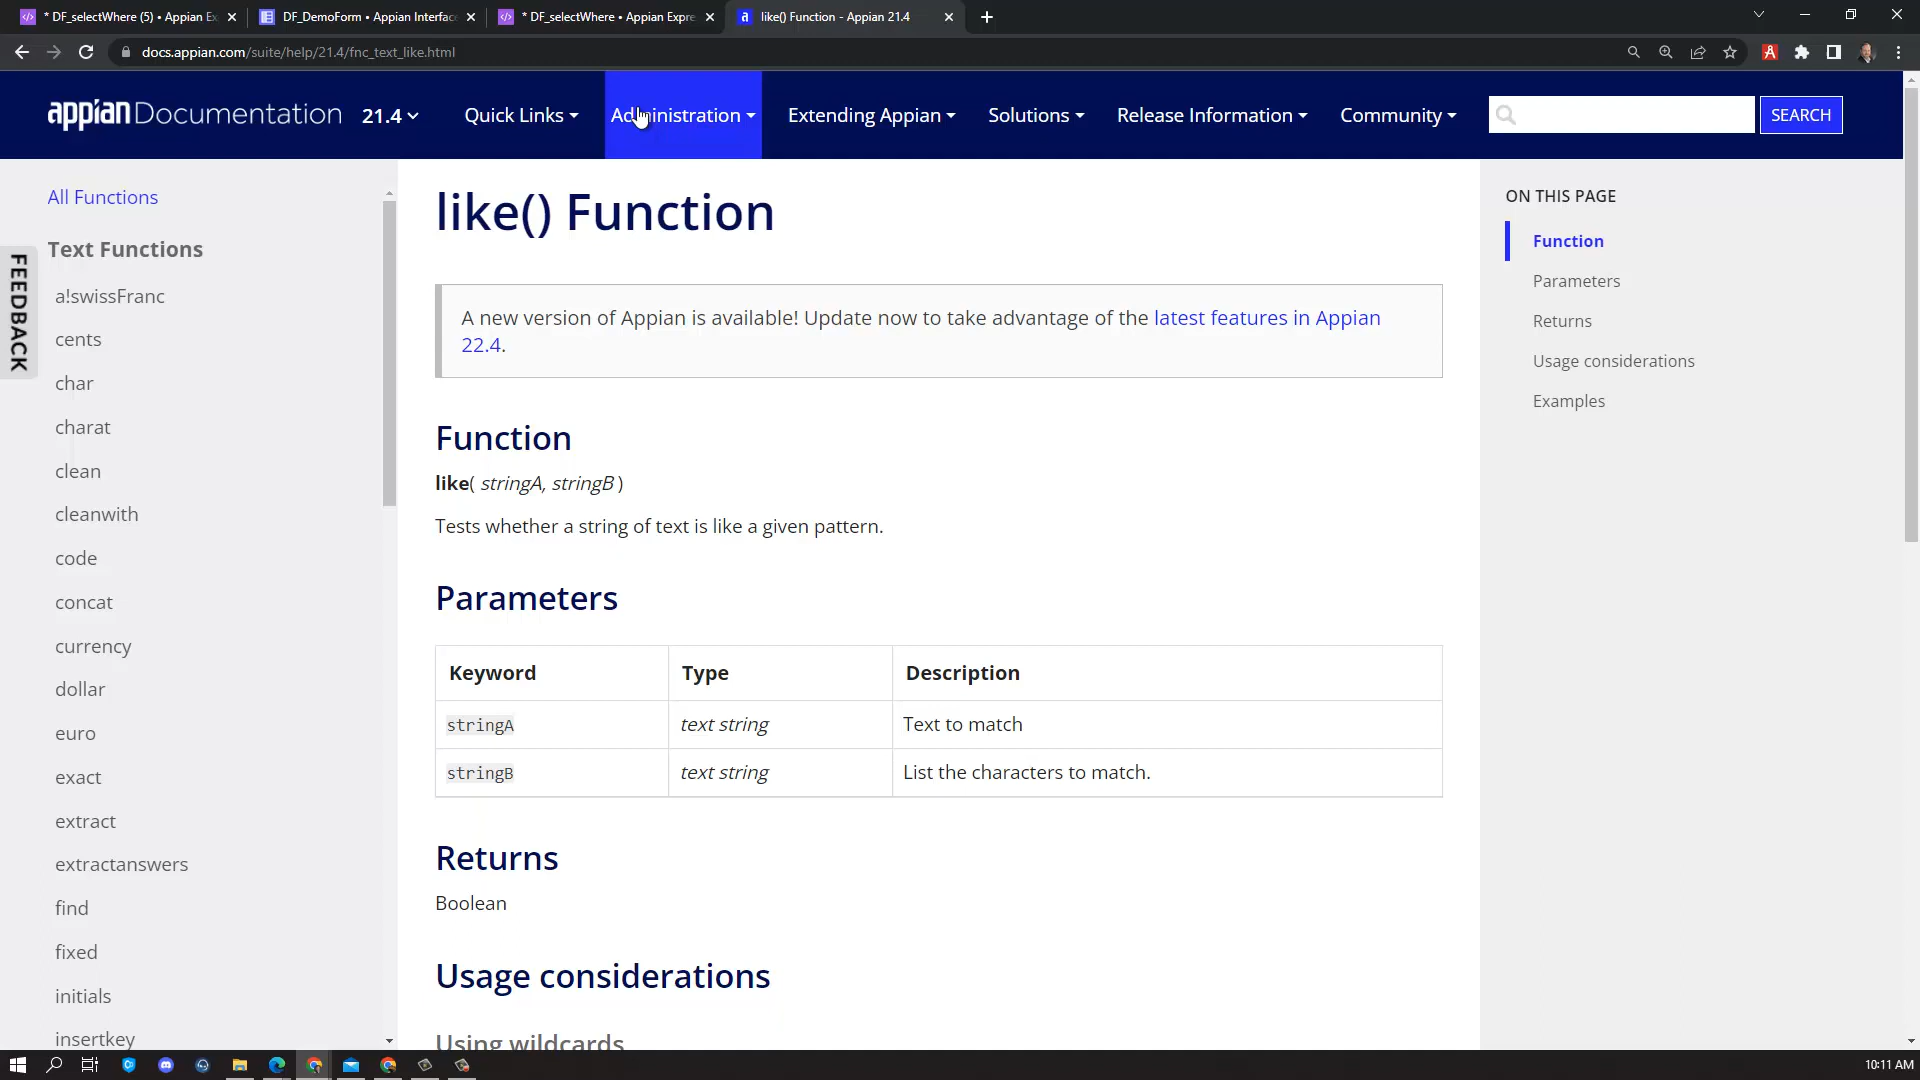 * DF_selectWhere (5) • Appian Ex
DF_DemoForm • Appian Interface
* DF_selectWhere • Appian Expre
like() Function - Appian 21.4
docs.appian.com/suite/help/21.4/fnc_text_like.html
appian Documentation
21.4
Quick Links
Administration
Extending Appian
Solutions
Release Information
Community
SEARCH
FEEDBACK
All Functions
Text Functions
a!swissFranc
cents
char
charat
clean
cleanwith
code
concat
currency
dollar
euro
exact
extract
extractanswers
find
fixed
initials
insertkey
like() Function
A new version of Appian is available! Update now to take advantage of the latest features in Appian
22.4.
Function
like( stringA, stringB )
Tests whether a string of text is like a given pattern.
Parameters
Keyword Type Description
stringA text string Text to match
stringB text string List the characters to match.
Returns
Boolean
Usage considerations
Using wildcards
ON THIS PAGE
Function
Parameters
Returns
Usage considerations
Examples
10:11 AM